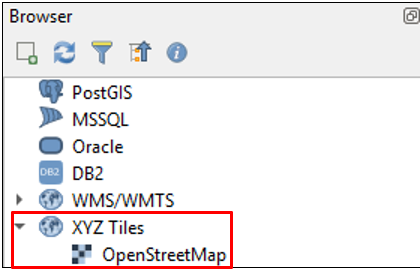 Browser
PostGIS
MSSQL
Oracle
DB2 DB2
WMS/WMTS
XYZ Tiles
OpenStreetMap